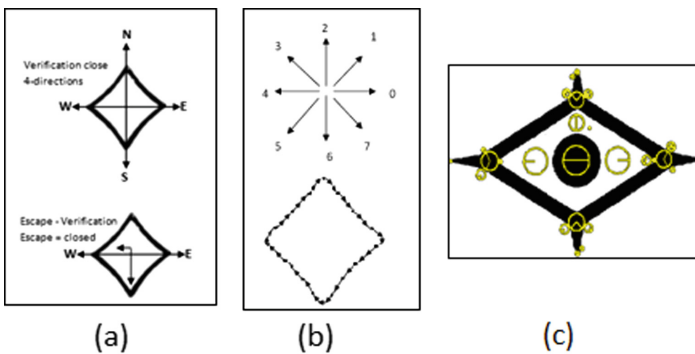 N
Verification close
4-directions
W E
S
Escape - Verification
Escape = closed
W E
(a)
2
3 1
4 0
5 7
6
(b)
(c)